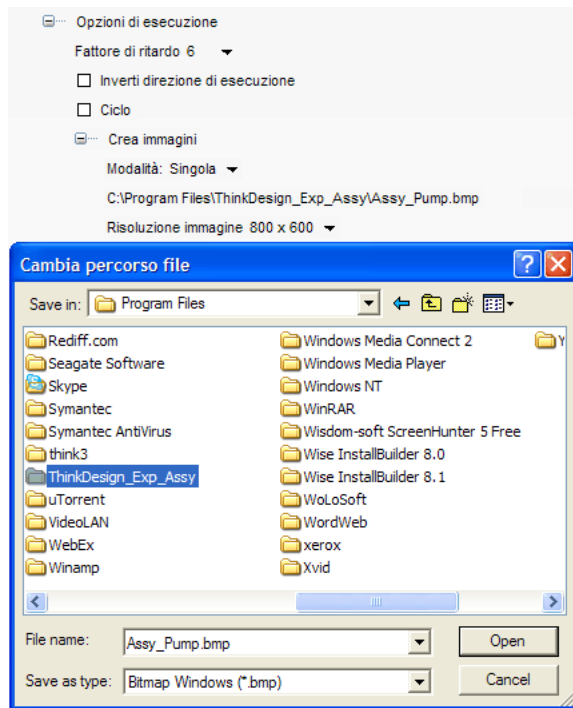 Opzioni di esecuzione
Fattore di ritardo 6
Inverti direzione di esecuzione
Ciclo
Crea immagini
Modalità: Singola
C:\Program Files\ThinkDesign_Exp_Assy\Assy_Pump.bmp
Risoluzione immagine 800 x 600
Cambia percorso file
Save in: Program Files
Rediff.com
Seagate Software
Skype
Symantec
Symantec AntiVirus
think3
ThinkDesign_Exp_Assy
uTorrent
VideoLAN
WebEx
Winamp
Windows Media Connect 2
Windows Media Player
Windows NT
WinRAR
Wisdom-soft ScreenHunter 5 Free
Wise InstallBuilder 8.0
Wise InstallBuilder 8.1
WoLoSoft
WordWeb
xerox
Xvid
File name: Assy_Pump.bmp Open
Save as type: Bitmap Windows (*.bmp) Cancel